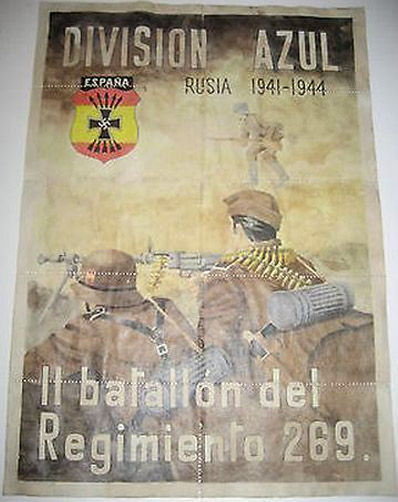 DIVISION AZUL
ESPAÑA
RUSIA 1941-1944
II batallon del
Regimiento 269.